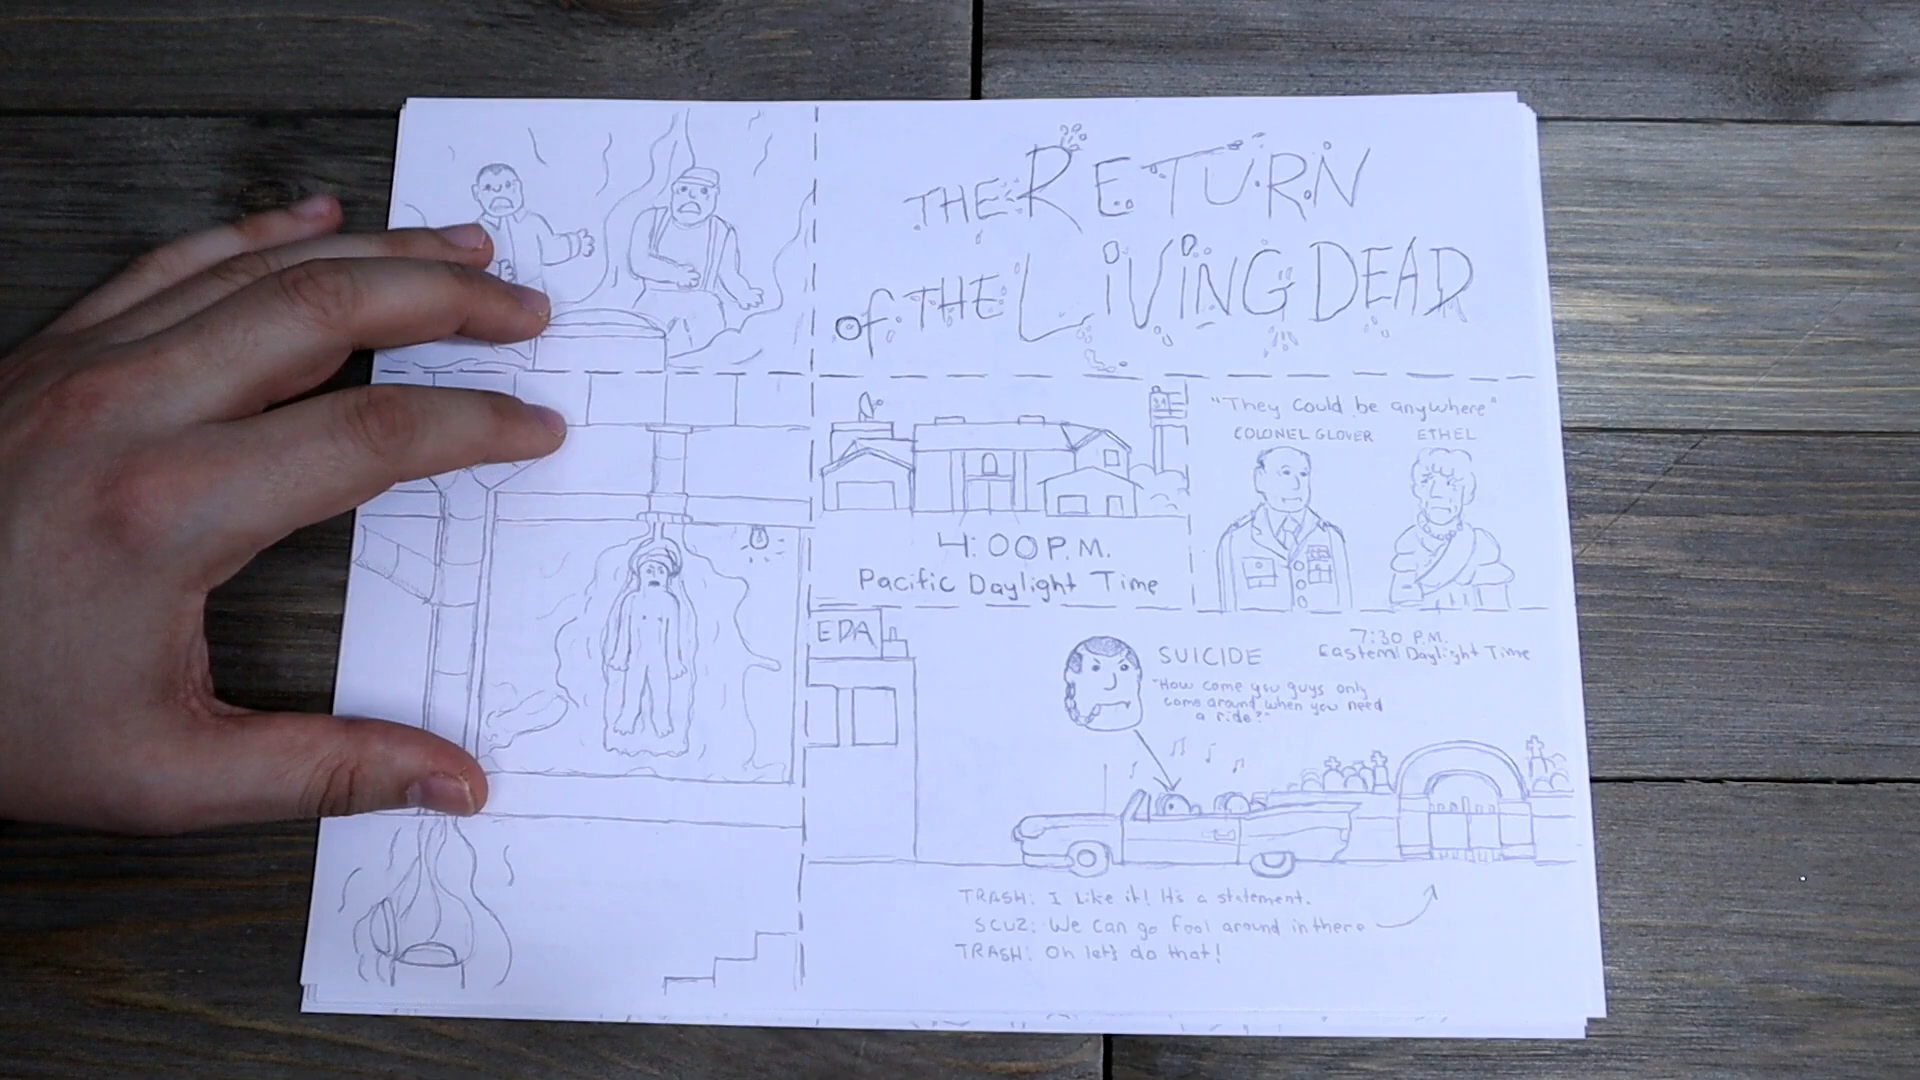 THE RETURN
of THE LiViNG DEAD
4:00 P.M.
Pacific Daylight Time
"They could be anywhere"
COLONEL GLOVER ETHEL
EDA
SUICIDE
7:30 P.M.
Eastern Daylight Time
"How come you guys only
come around when you need
a ride?"
TRASH: I Like it! It's a statement.
SCUZ: We can go fool around in there
TRASH: Oh let's do that!